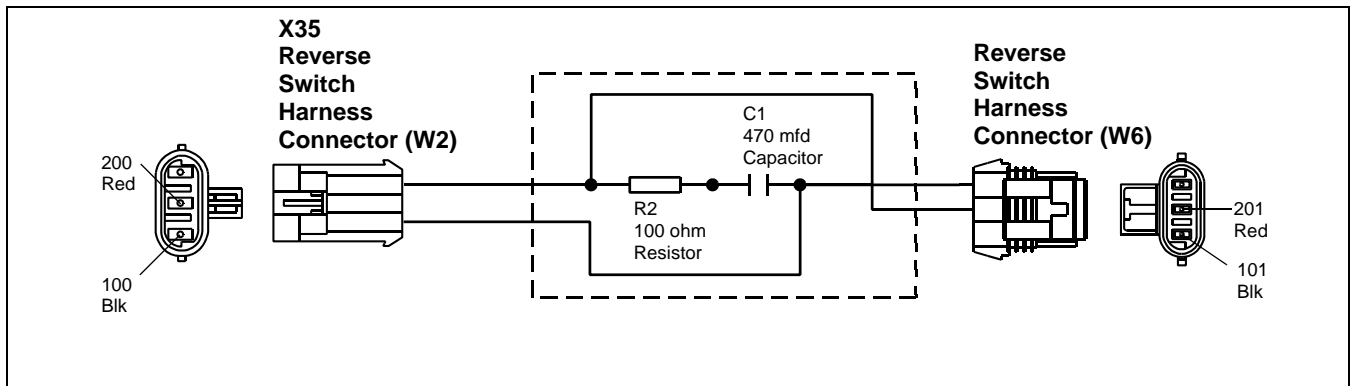 X35
Reverse
Switch
Harness
Connector (W2)
200
Red
100
Blk
C1
470 mfd
Capacitor
R2
100 ohm
Resistor
Reverse
Switch
Harness
Connector (W6)
201
Red
101
Blk